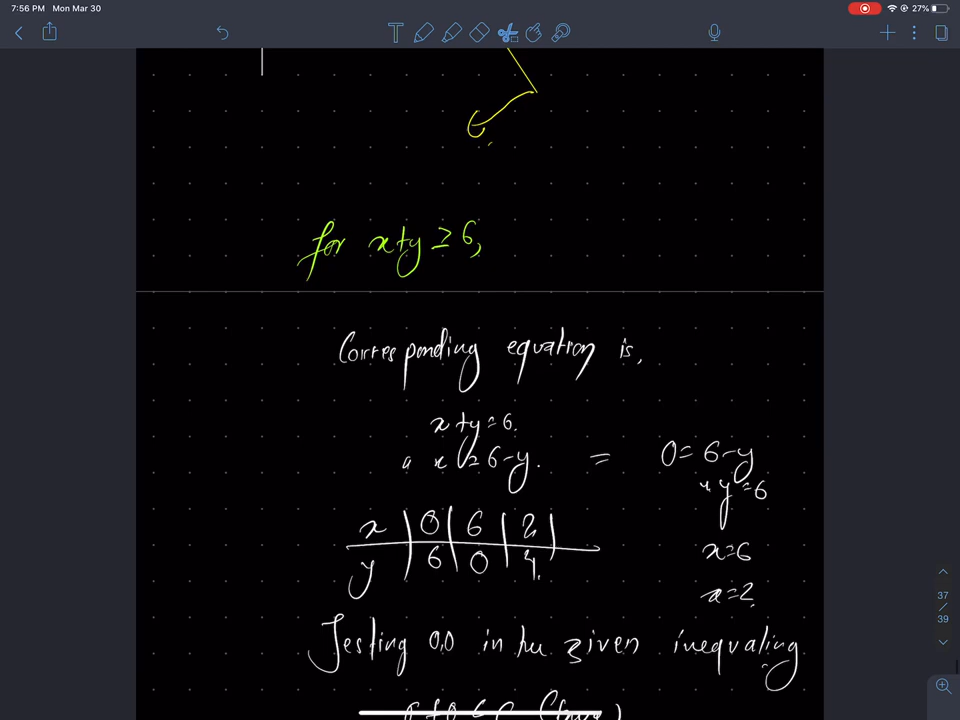 7:56 PM Mon Mar 30
27%
for x+y ≥ 6,
Corresponding equation is,
x+y=6.
x = 6-y. = 0=6-y
y=6
x | 0 | 6 | 2 |
y | 6 | 0 | 4
x=6
x=2
37
/
39
Testing 0,0 in the given inequaling